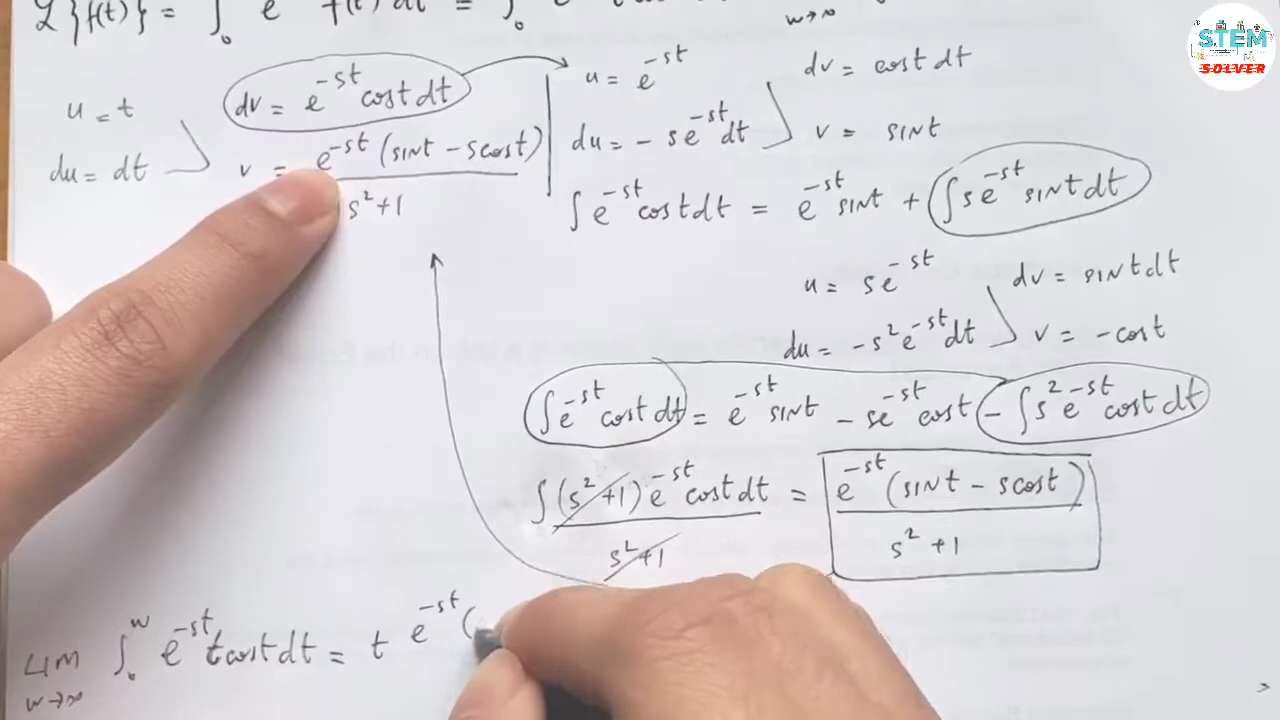 L{f(t)} = ∫₀ e f(t) dt = ∫₀
w→∞
STEM
SOLVER
u = t
dv = e^-st cost dt
du = dt
v = e^-st (sint - scost)
s²+1
u = e^-st
dv = cost dt
du = - se^-st dt
v = sint
∫ e^-st cost dt = e^-st sint + ∫ se^-st sint dt
u = se^-st
dv = sint dt
du = -s²e^-st dt
v = -cost
∫ e^-st cost dt = e^-st sint - se^-st cost - ∫ s²e^-st cost dt
∫ (s²+1) e^-st cost dt = e^-st (sint - scost)
s²+1
s²+1
Lim ∫₀^w e^-st t cost dt = t e^-st (
w→∞